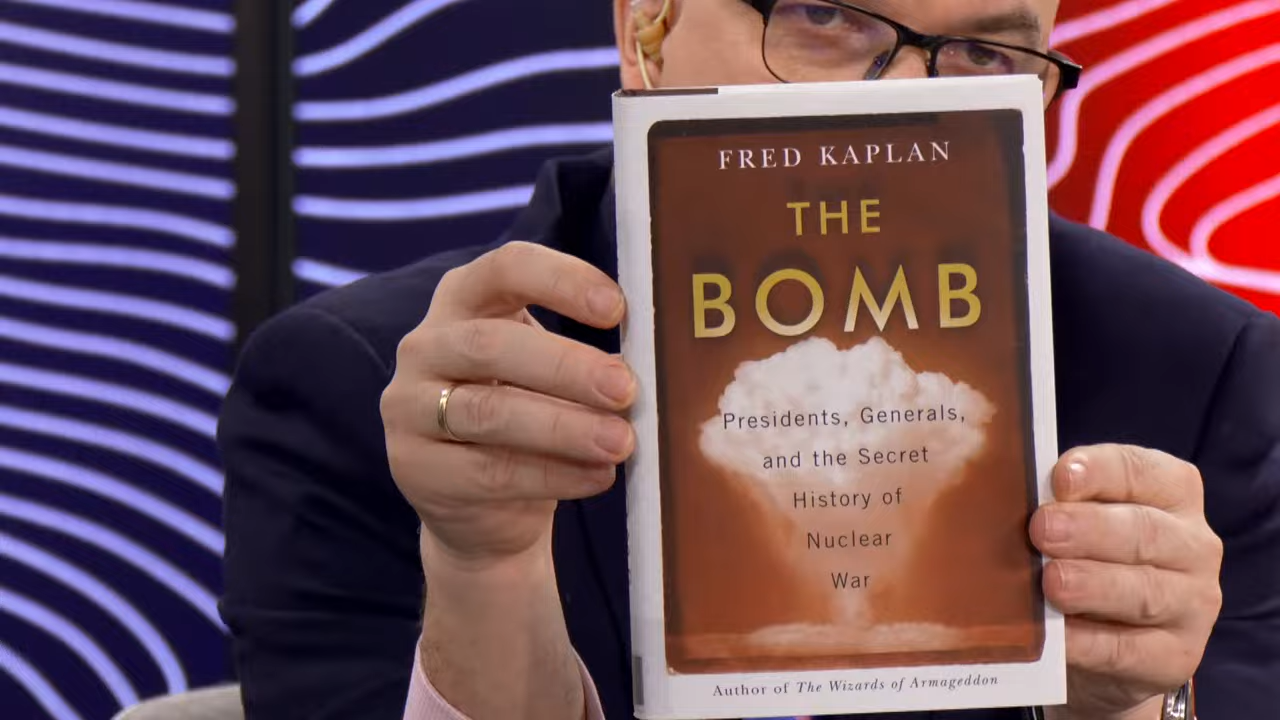 FRED KAPLAN
THE
BOMB
Presidents, Generals,
and the Secret
History of
Nuclear
War
Author of The Wizards of Armageddon